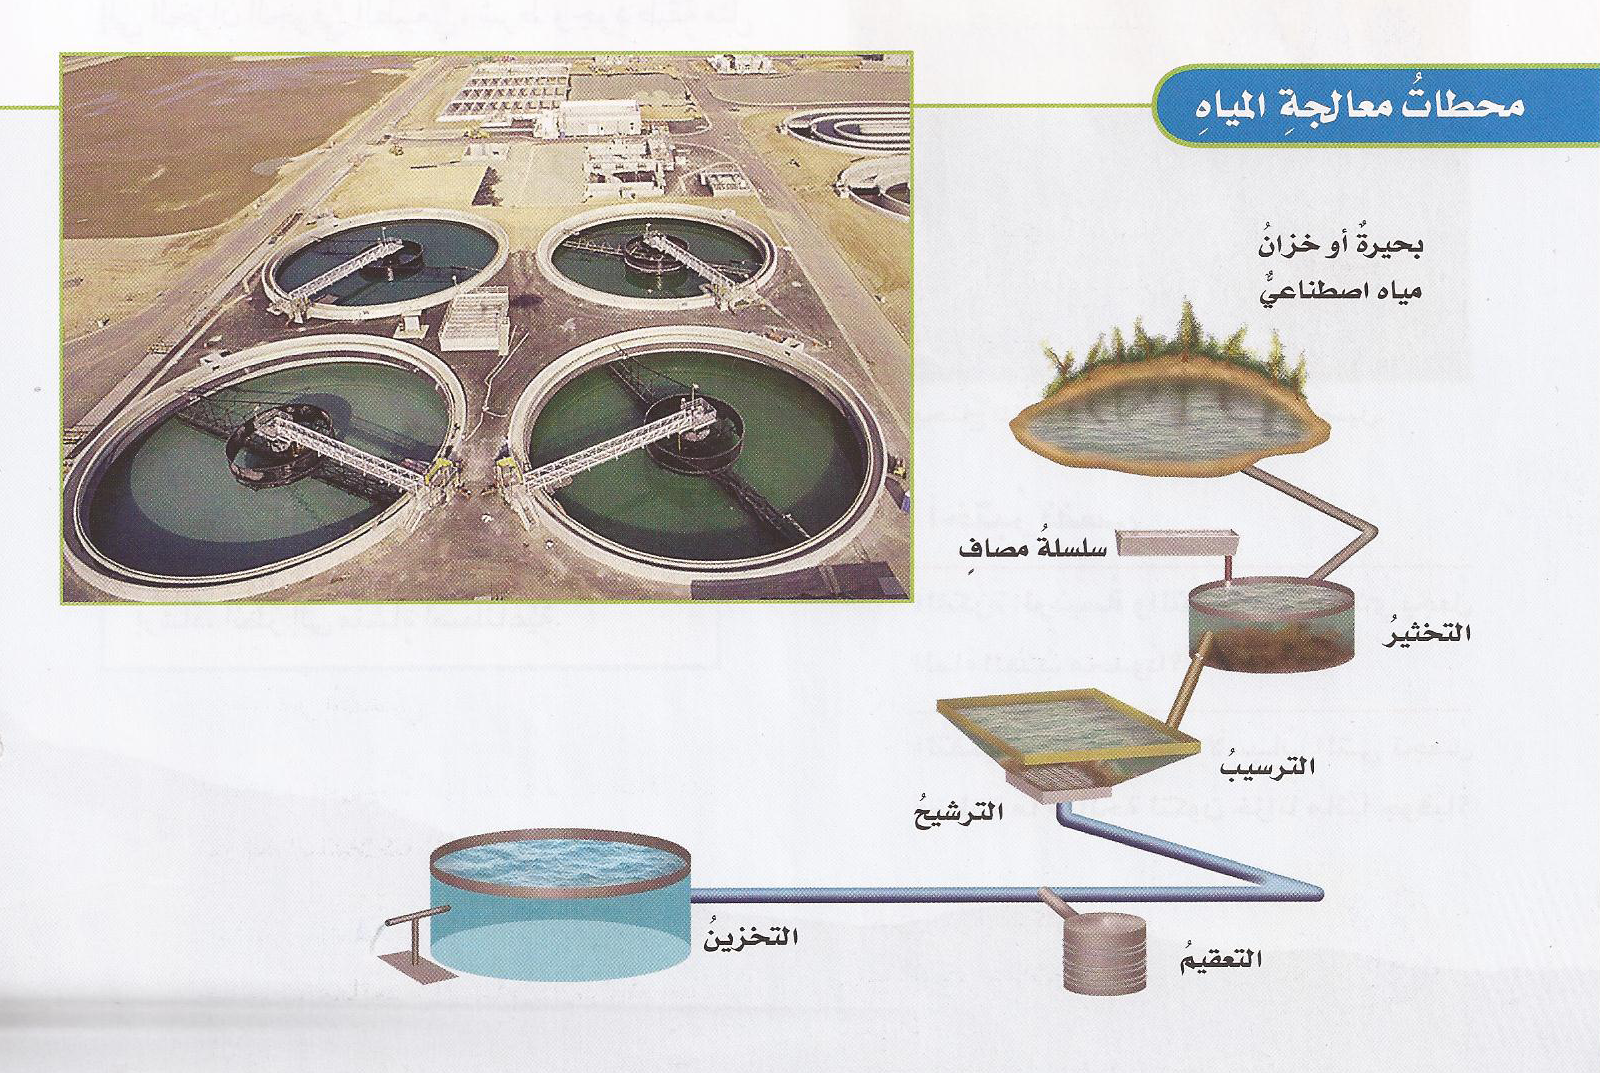 محطاتُ معالجةِ المياهِ
بحيرةٌ أو خزانُ
مياه اصطناعيٌّ
سلسلةُ مصافٍ
التخثيرُ
الترسيبُ
الترشيحُ
التخزينُ
التعقيمُ